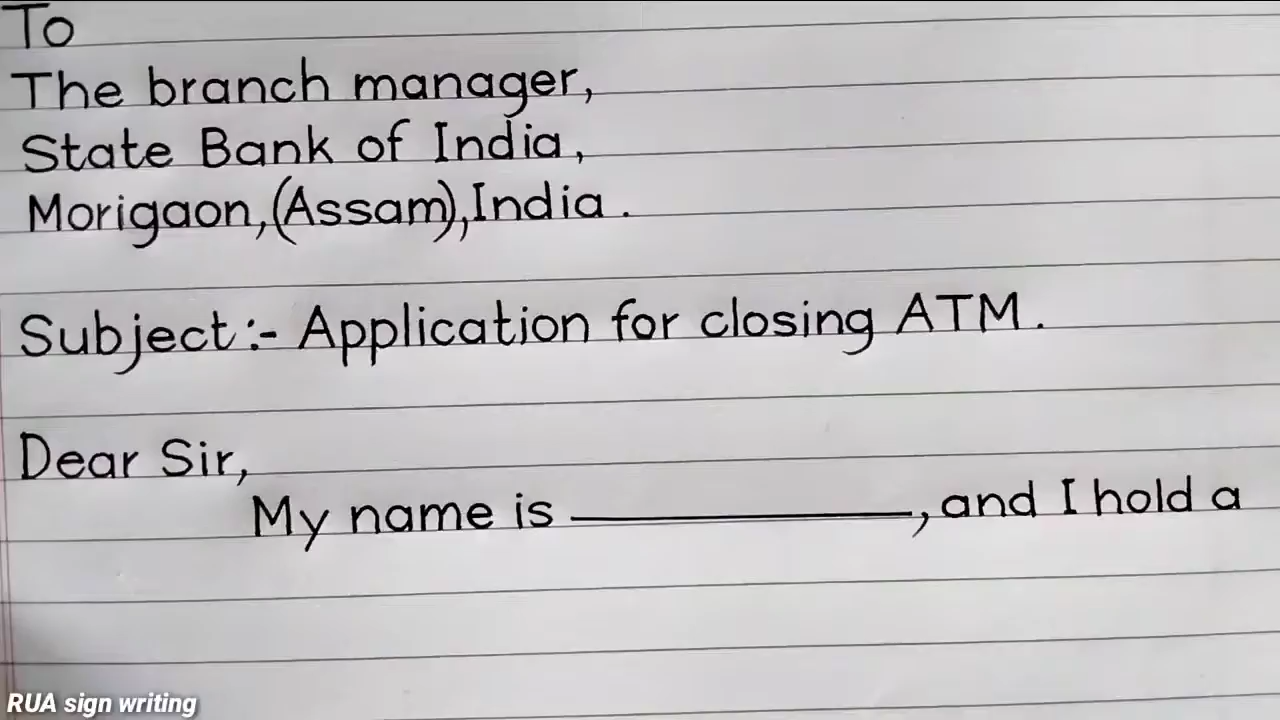 To
The branch manager,
State Bank of India,
Morigaon,(Assam),India.
Subject:- Application for closing ATM.
Dear Sir,
My name is ____________, and I hold a
RUA sign writing